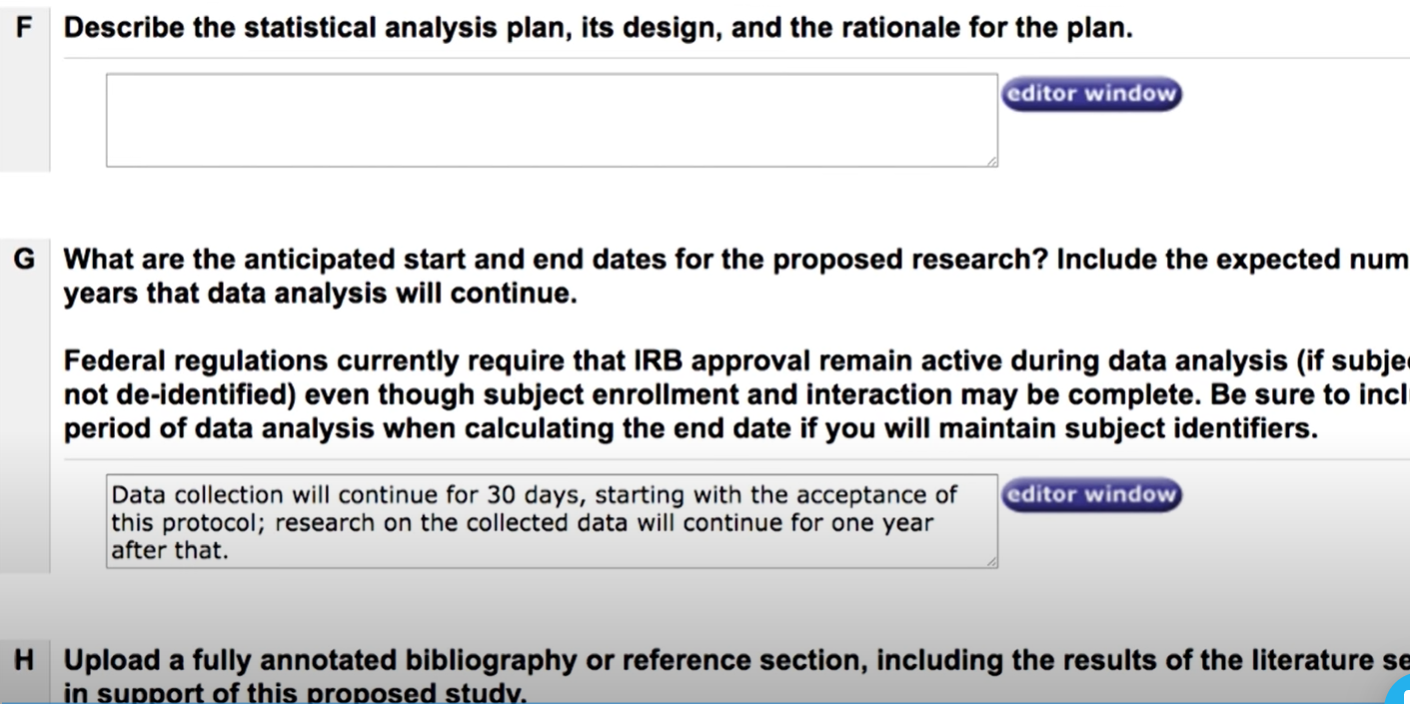 F Describe the statistical analysis plan, its design, and the rationale for the plan.
editor window
G What are the anticipated start and end dates for the proposed research? Include the expected num
years that data analysis will continue.
Federal regulations currently require that IRB approval remain active during data analysis (if subje
not de-identified) even though subject enrollment and interaction may be complete. Be sure to incl
period of data analysis when calculating the end date if you will maintain subject identifiers.
Data collection will continue for 30 days, starting with the acceptance of
this protocol; research on the collected data will continue for one year
after that.
editor window
H Upload a fully annotated bibliography or reference section, including the results of the literature se
in support of this proposed study.